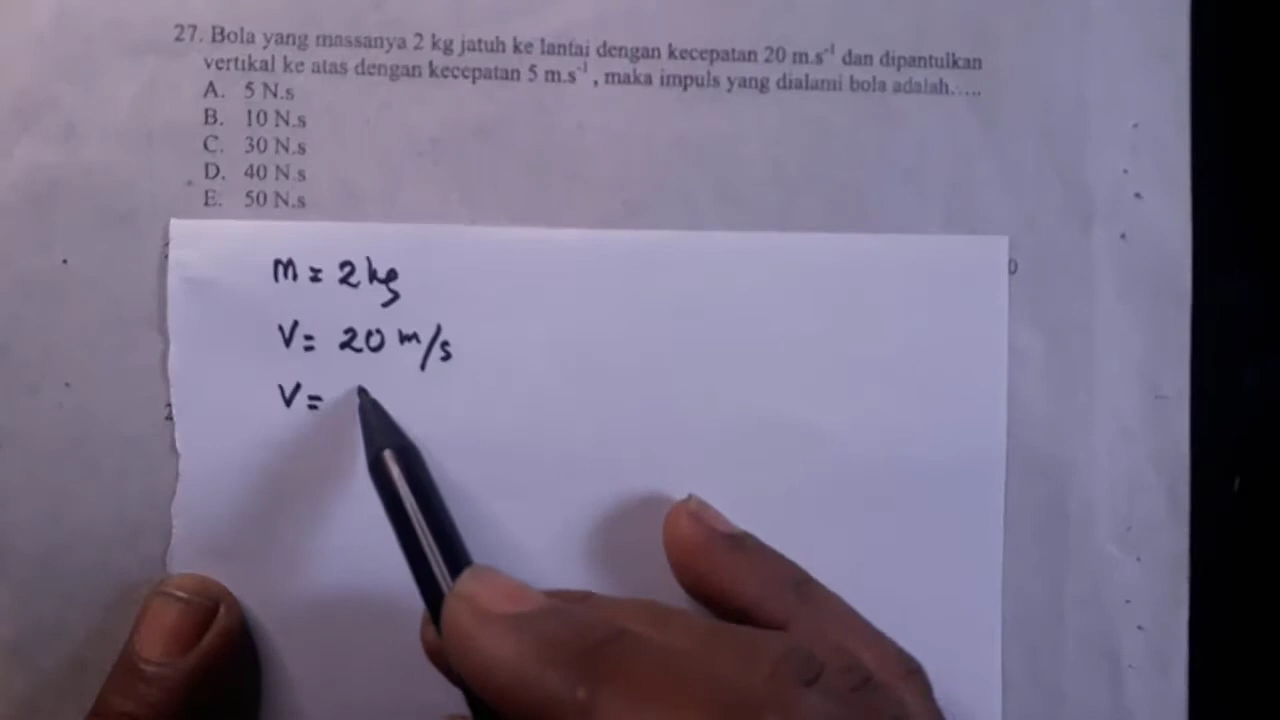 27. Bola yang massanya 2 kg jatuh ke lantai dengan kecepatan 20 m.s⁻¹ dan dipantulkan
vertikal ke atas dengan kecepatan 5 m.s⁻¹, maka impuls yang dialami bola adalah.....
A. 5 N.s
B. 10 N.s
C. 30 N.s
D. 40 N.s
E. 50 N.s
m = 2 kg
V = 20 m/s
V =